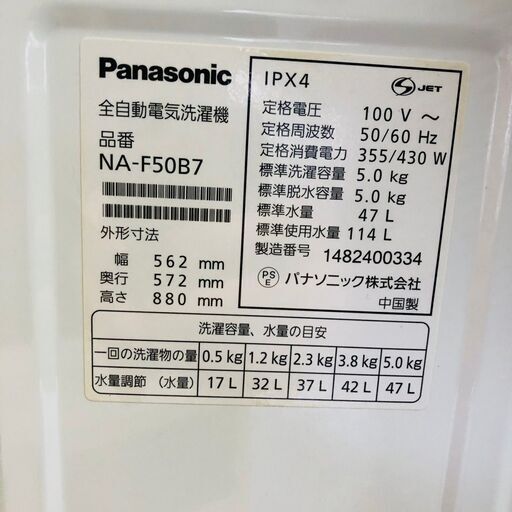 Panasonic
全自動電気洗濯機
品番
NA-F50B7
外形寸法
幅 562 mm
奥行 572 mm
高さ 880 mm
IPX4
S JET
定格電圧 100 V ～
定格周波数 50/60 Hz
定格消費電力 355/430 W
標準洗濯容量 5.0 kg
標準脱水容量 5.0 kg
標準水量 47 L
標準使用水量 114 L
製造番号 1482400334
PS E パナソニック株式会社
中国製
洗濯容量、水量の目安
一回の洗濯物の量 0.5 kg 1.2 kg 2.3 kg 3.8 kg 5.0 kg
水量調節（水量） 17 L 32 L 37 L 42 L 47 L